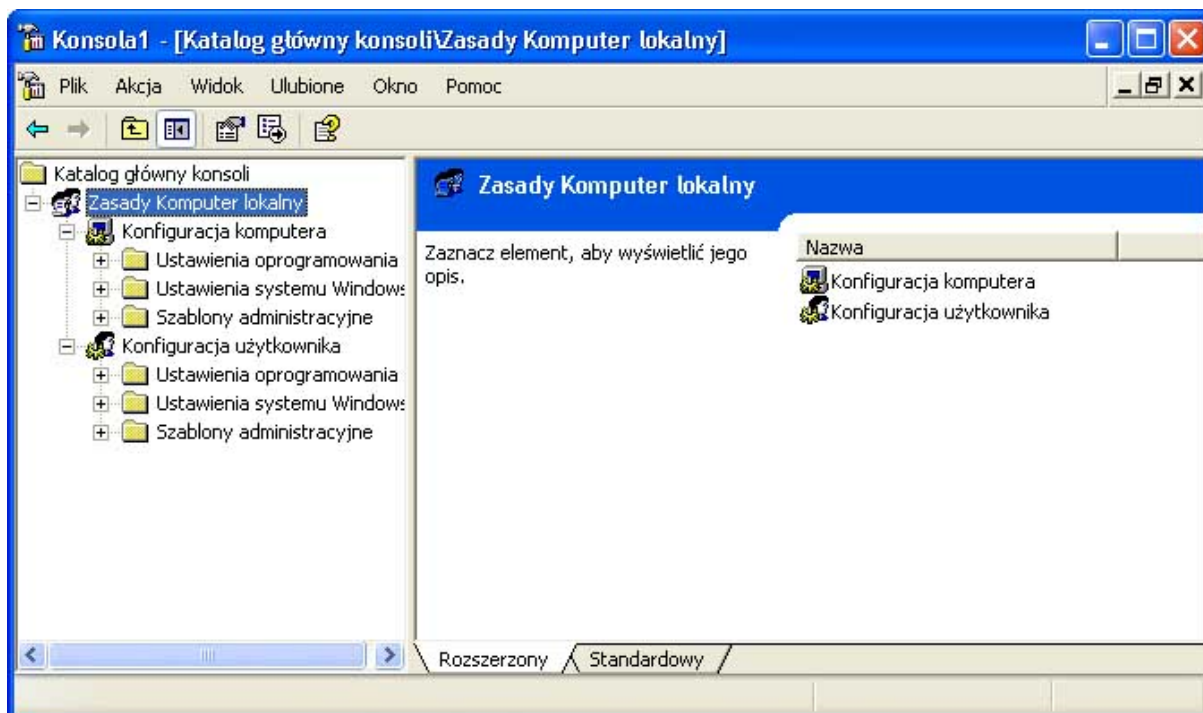 Konsola1 - [Katalog główny konsoli\Zasady Komputer lokalny]
Plik Akcja Widok Ulubione Okno Pomoc
Katalog główny konsoli
Zasady Komputer lokalny
Konfiguracja komputera
Ustawienia oprogramowania
Ustawienia systemu Windows
Szablony administracyjne
Konfiguracja użytkownika
Ustawienia oprogramowania
Ustawienia systemu Windows
Szablony administracyjne
Zasady Komputer lokalny
Zaznacz element, aby wyświetlić jego
opis.
Nazwa
Konfiguracja komputera
Konfiguracja użytkownika
Rozszerzony Standardowy